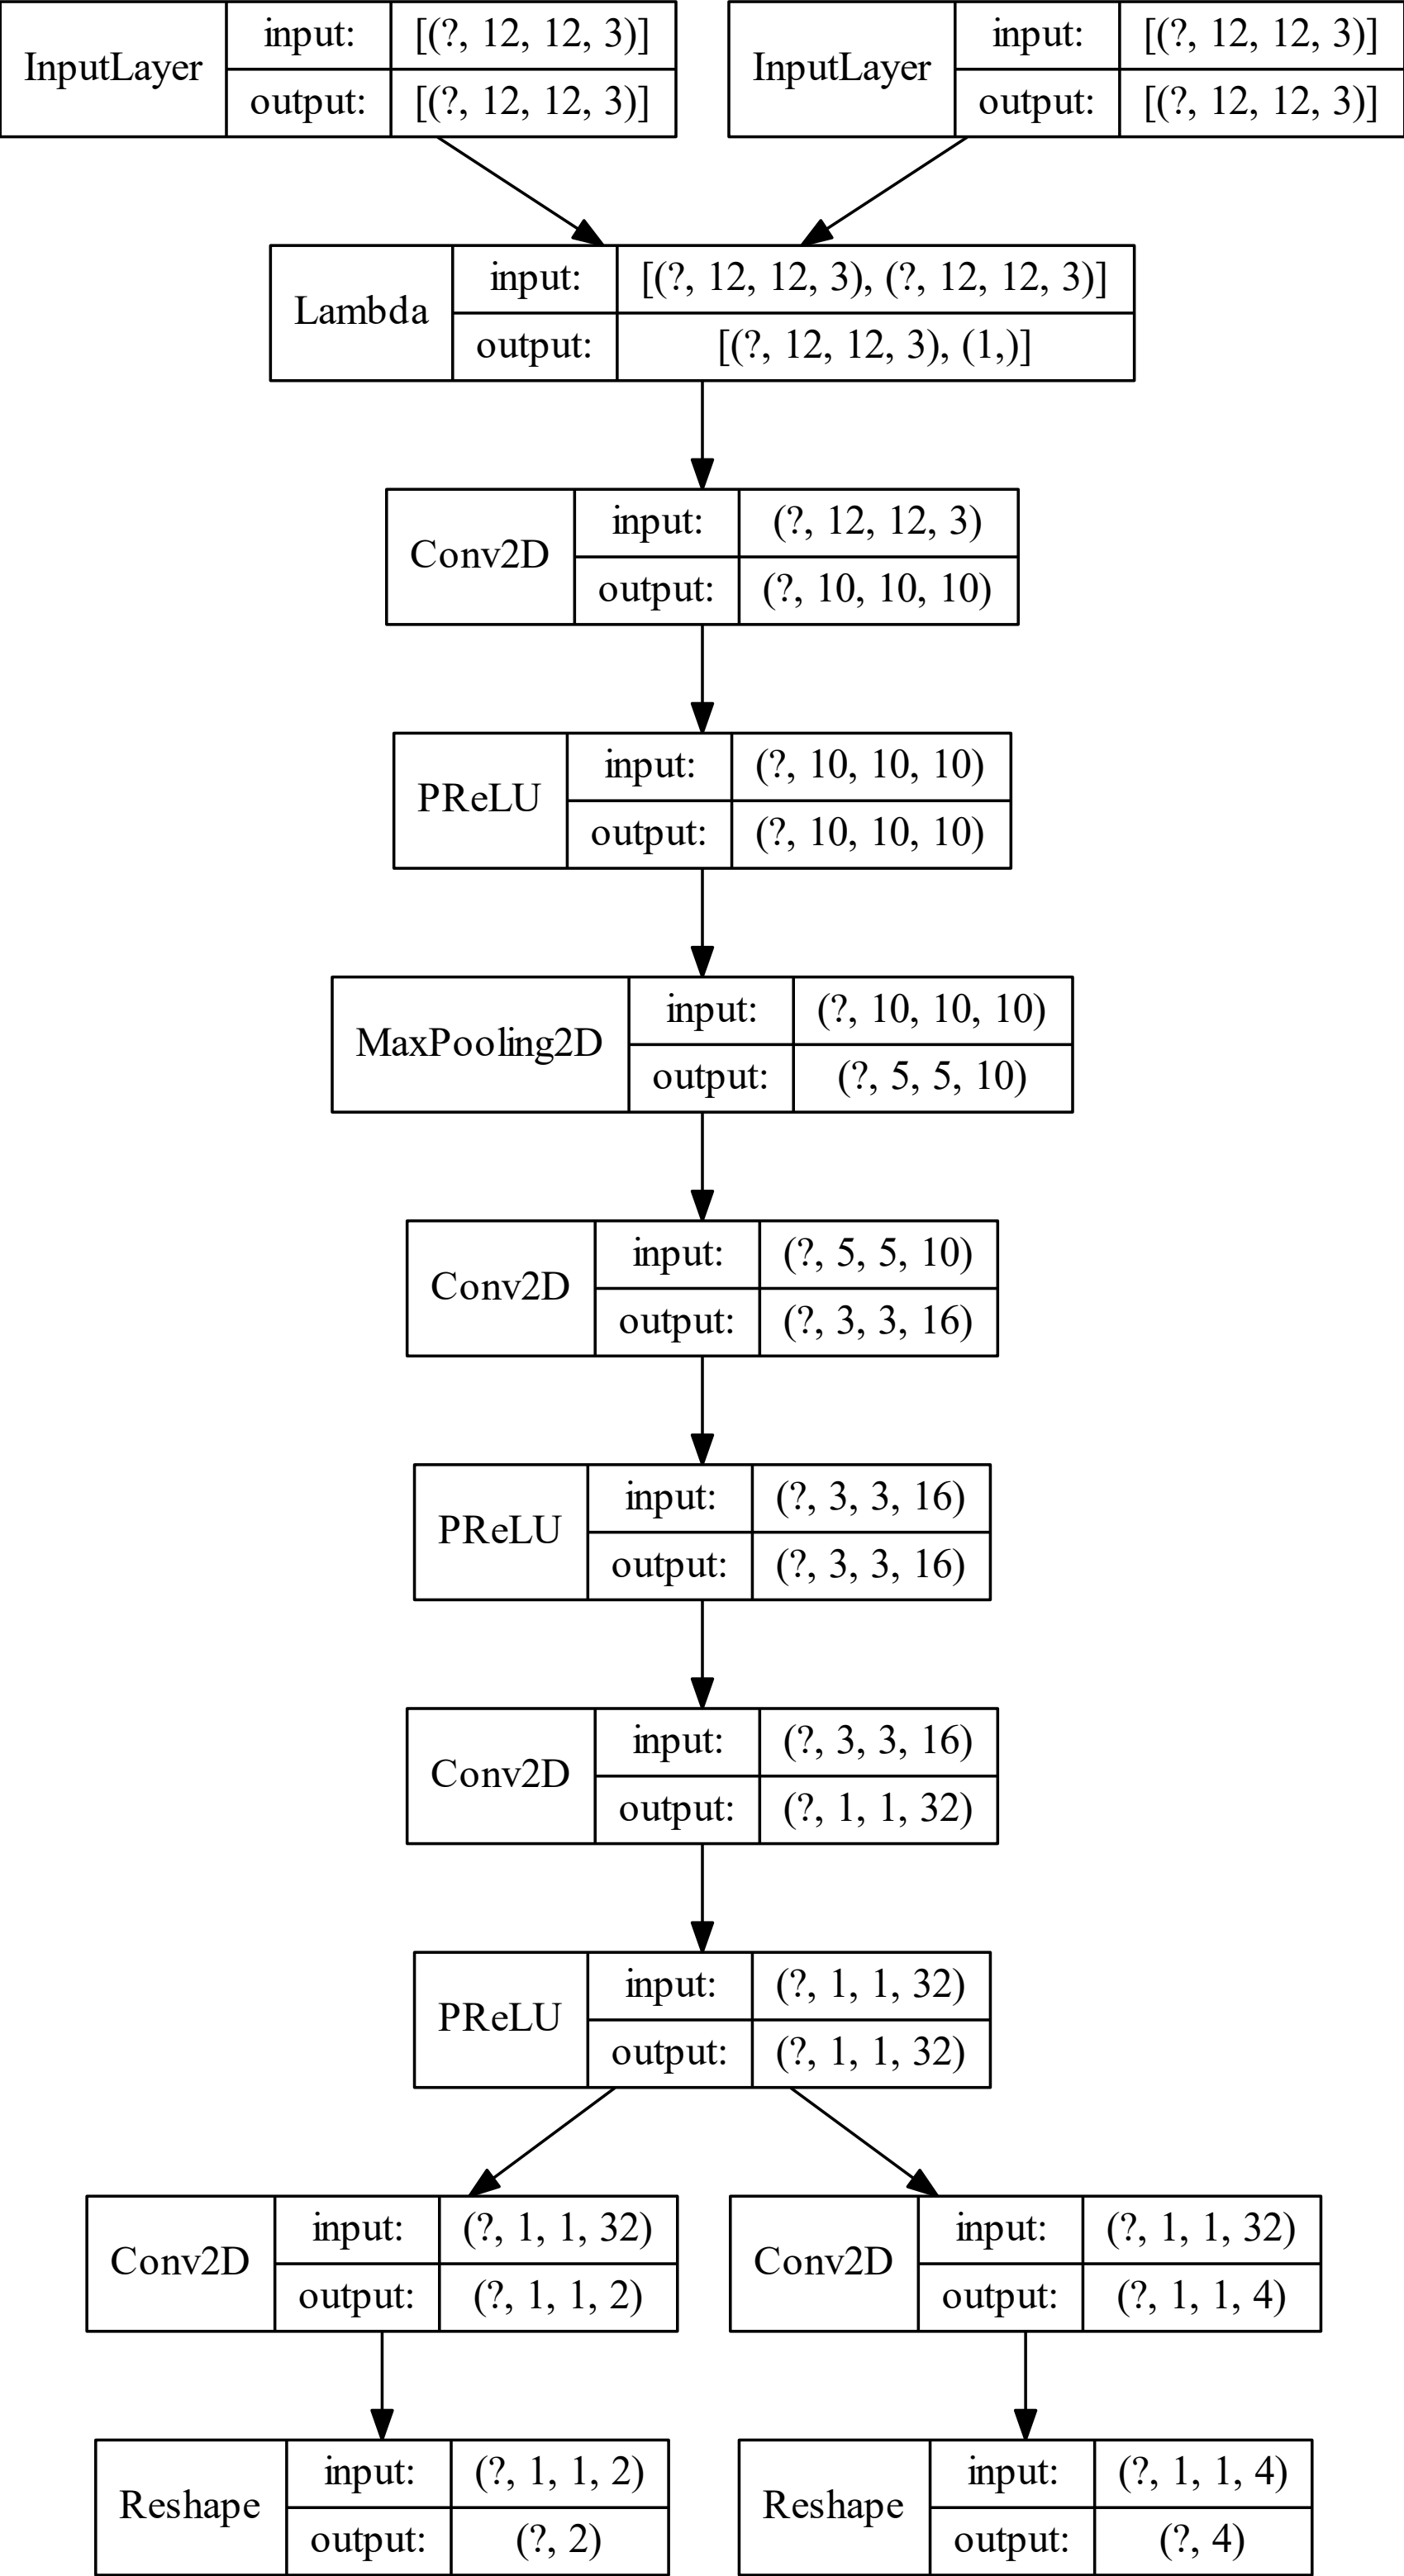 InputLayer
input:
[(?, 12, 12, 3)]
output:
[(?, 12, 12, 3)]
InputLayer
input:
[(?, 12, 12, 3)]
output:
[(?, 12, 12, 3)]
Lambda
input:
[(?, 12, 12, 3), (?, 12, 12, 3)]
output:
[(?, 12, 12, 3), (1,)]
Conv2D
input:
(?, 12, 12, 3)
output:
(?, 10, 10, 10)
PReLU
input:
(?, 10, 10, 10)
output:
(?, 10, 10, 10)
MaxPooling2D
input:
(?, 10, 10, 10)
output:
(?, 5, 5, 10)
Conv2D
input:
(?, 5, 5, 10)
output:
(?, 3, 3, 16)
PReLU
input:
(?, 3, 3, 16)
output:
(?, 3, 3, 16)
Conv2D
input:
(?, 3, 3, 16)
output:
(?, 1, 1, 32)
PReLU
input:
(?, 1, 1, 32)
output:
(?, 1, 1, 32)
Conv2D
input:
(?, 1, 1, 32)
output:
(?, 1, 1, 2)
Conv2D
input:
(?, 1, 1, 32)
output:
(?, 1, 1, 4)
Reshape
input:
(?, 1, 1, 2)
output:
(?, 2)
Reshape
input:
(?, 1, 1, 4)
output:
(?, 4)